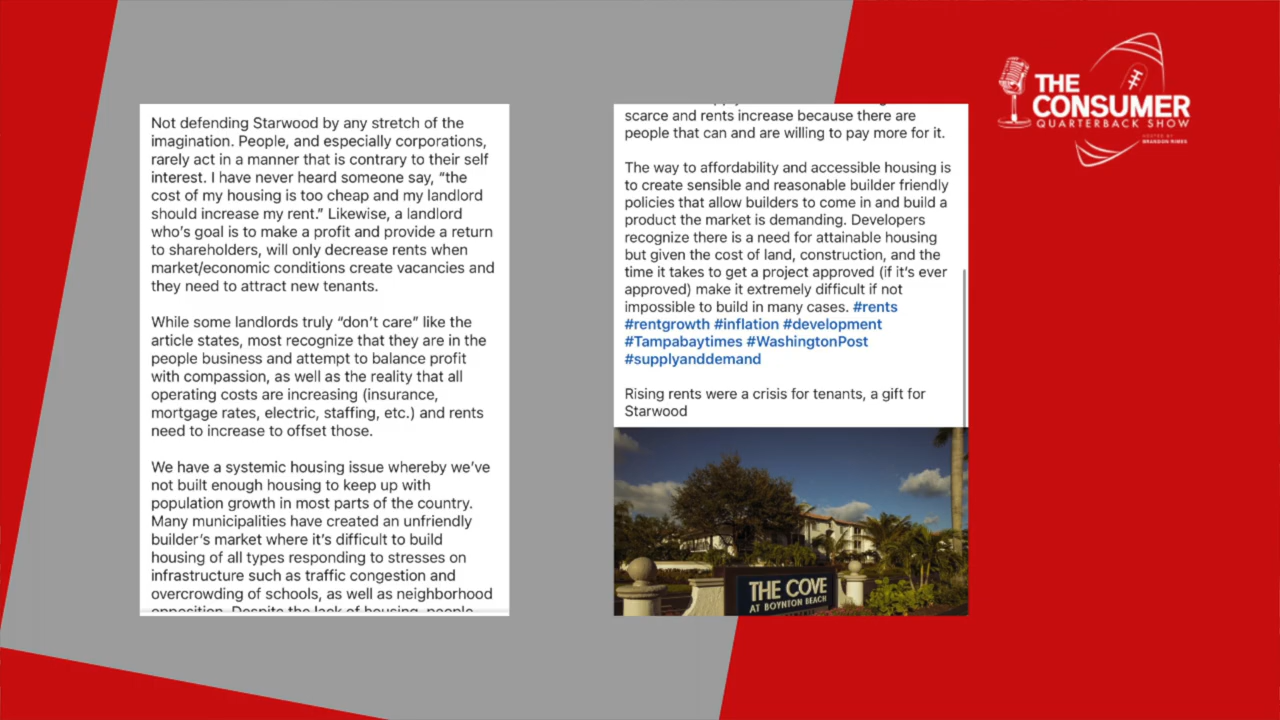 Not defending Starwood by any stretch of the
imagination. People, and especially corporations,
rarely act in a manner that is contrary to their self
interest. I have never heard someone say, “the
cost of my housing is too cheap and my landlord
should increase my rent.” Likewise, a landlord
who’s goal is to make a profit and provide a return
to shareholders, will only decrease rents when
market/economic conditions create vacancies and
they need to attract new tenants.
While some landlords truly “don’t care” like the
article states, most recognize that they are in the
people business and attempt to balance profit
with compassion, as well as the reality that all
operating costs are increasing (insurance,
mortgage rates, electric, staffing, etc.) and rents
need to increase to offset those.
We have a systemic housing issue whereby we’ve
not built enough housing to keep up with
population growth in most parts of the country.
Many municipalities have created an unfriendly
builder’s market where it’s difficult to build
housing of all types responding to stresses on
infrastructure such as traffic congestion and
overcrowding of schools, as well as neighborhood
opposition. Despite the lack of housing, people
scarce and rents increase because there are
people that can and are willing to pay more for it.
The way to affordability and accessible housing is
to create sensible and reasonable builder friendly
policies that allow builders to come in and build a
product the market is demanding. Developers
recognize there is a need for attainable housing
but given the cost of land, construction, and the
time it takes to get a project approved (if it’s ever
approved) make it extremely difficult if not
impossible to build in many cases. #rents
#rentgrowth #inflation #development
#Tampabaytimes #WashingtonPost
#supplyanddemand
Rising rents were a crisis for tenants, a gift for
Starwood
THE COVE
AT BOYNTON BEACH
THE
CONSUMER
QUARTERBACK SHOW
HOSTED BY
BRANDON RIMES